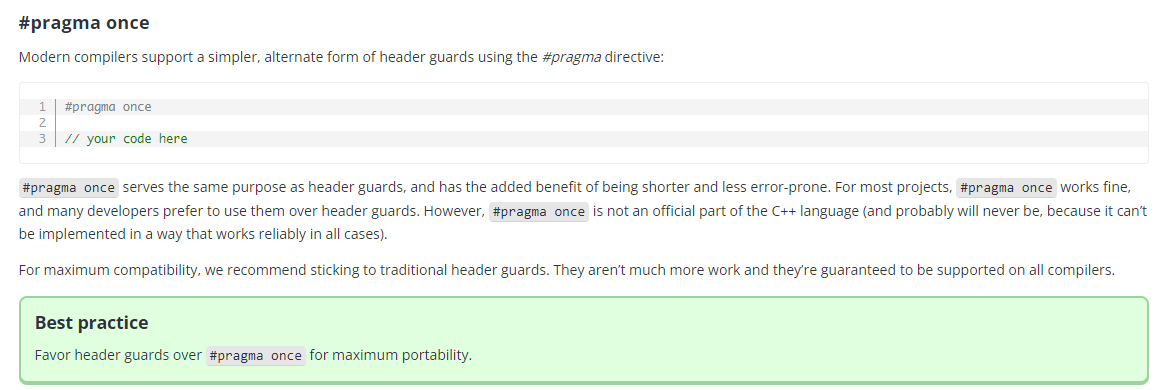 #pragma once
Modern compilers support a simpler, alternate form of header guards using the #pragma directive:
1 #pragma once
2
3 // your code here
#pragma once serves the same purpose as header guards, and has the added benefit of being shorter and less error-prone. For most projects, #pragma once works fine,
and many developers prefer to use them over header guards. However, #pragma once is not an official part of the C++ language (and probably will never be, because it can’t
be implemented in a way that works reliably in all cases).
For maximum compatibility, we recommend sticking to traditional header guards. They aren’t much more work and they’re guaranteed to be supported on all compilers.
Best practice
Favor header guards over #pragma once for maximum portability.